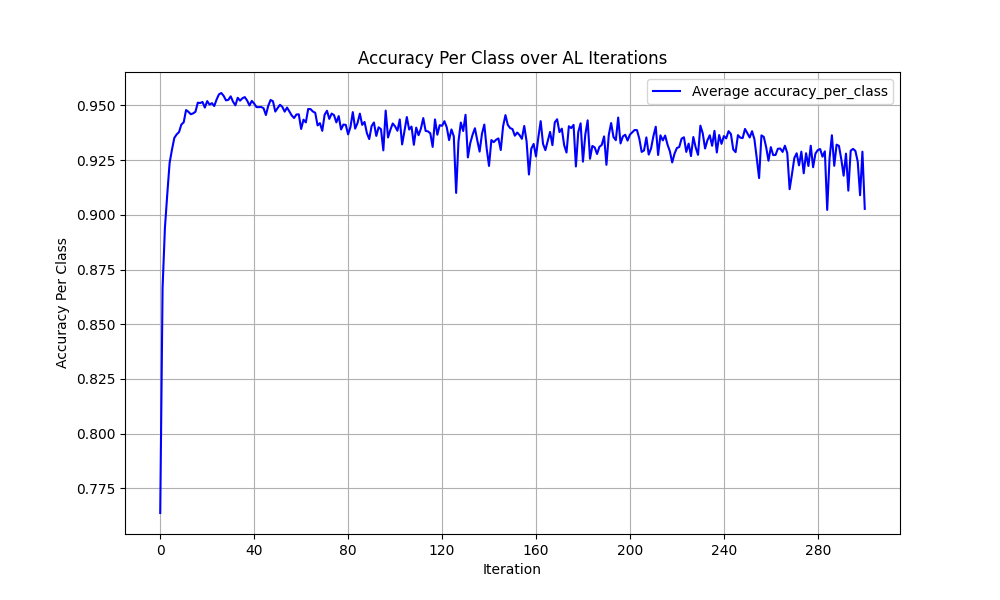 Accuracy Per Class over AL Iterations
Average accuracy_per_class
Accuracy Per Class
0.950
0.925
0.900
0.875
0.850
0.825
0.800
0.775
0 40 80 120 160 200 240 280
Iteration